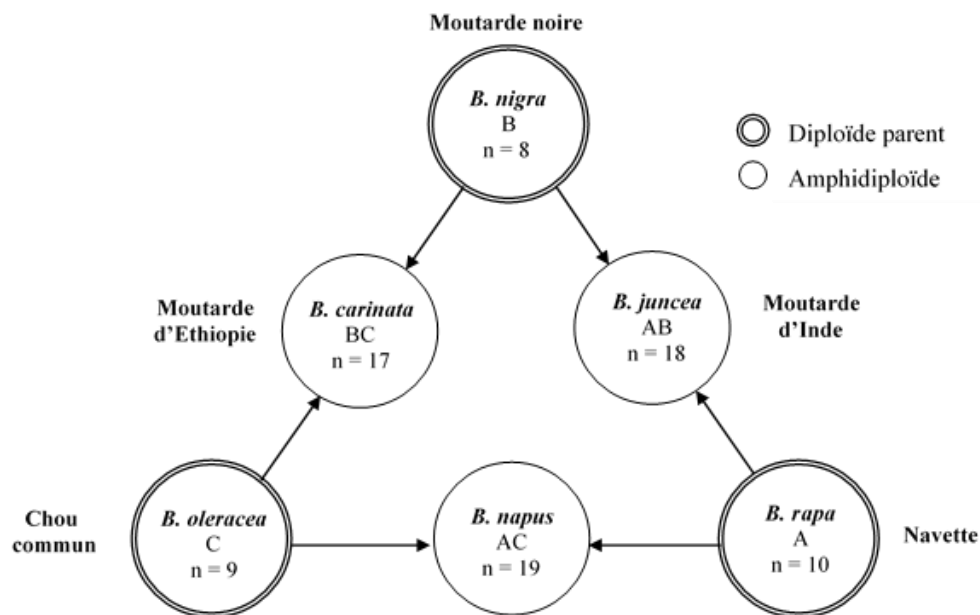 Moutarde noire
B. nigra
B
n = 8
Diploïde parent
Amphidiploïde
Moutarde
d'Ethiopie
B. carinata
BC
n = 17
B. juncea
AB
n = 18
Moutarde
d'Inde
Chou
commun
B. oleracea
C
n = 9
B. napus
AC
n = 19
B. rapa
A
n = 10
Navette